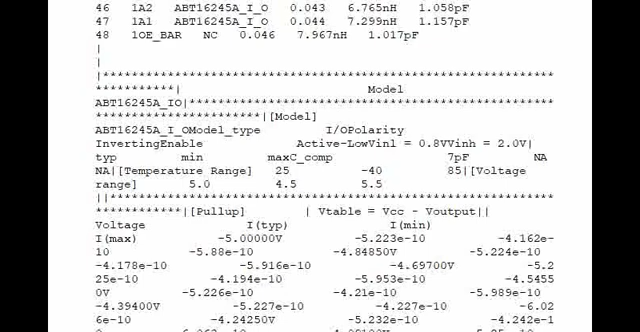 46 1A2 ABT16245A_I_O 0.043 6.765nH 1.058pF
47 1A1 ABT16245A_I_O 0.044 7.299nH 1.157pF
48 1OE_BAR NC 0.046 7.967nH 1.017pF
|
|
|*******************************************************
***********| Model
ABT16245A_IO|********************************************
***********************|[Model]
ABT16245A_I_OModel_type I/OPolarity
InvertingEnable Active-LowVinl = 0.8VVinh = 2.0V|
typ min maxC_comp 7pF NA
NA|[Temperature Range] 25 -40 85|[Voltage
range] 5.0 4.5 5.5
||******************************************************
************|[Pullup] | Vtable = Vcc - Voutput||
Voltage I(typ) I(min)
I(max) -5.00000V -5.223e-10 -4.162e-
10 -5.88e-10 -4.84850V -5.224e-10
-4.178e-10 -5.916e-10 -4.69700V -5.2
25e-10 -4.194e-10 -5.953e-10 -4.5455
0V -5.226e-10 -4.21e-10 -5.989e-10
-4.39400V -5.227e-10 -4.227e-10 -6.02
6e-10 -4.24250V -5.232e-10 -4.242e-1